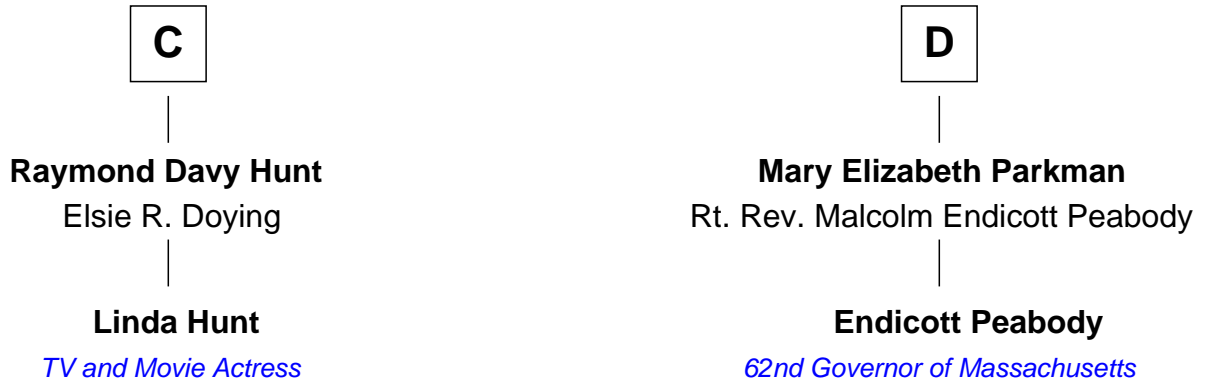 C
Raymond Davy Hunt
Elsie R. Doying
Linda Hunt
TV and Movie Actress
D
Mary Elizabeth Parkman
Rt. Rev. Malcolm Endicott Peabody
Endicott Peabody
62nd Governor of Massachusetts